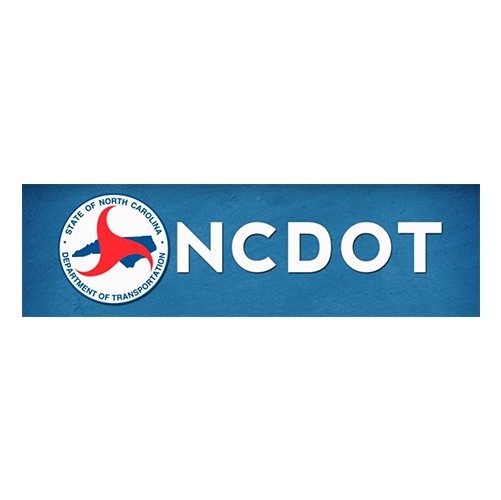 STATE OF NORTH CAROLINA
DEPARTMENT OF TRANSPORTATION
NCDOT